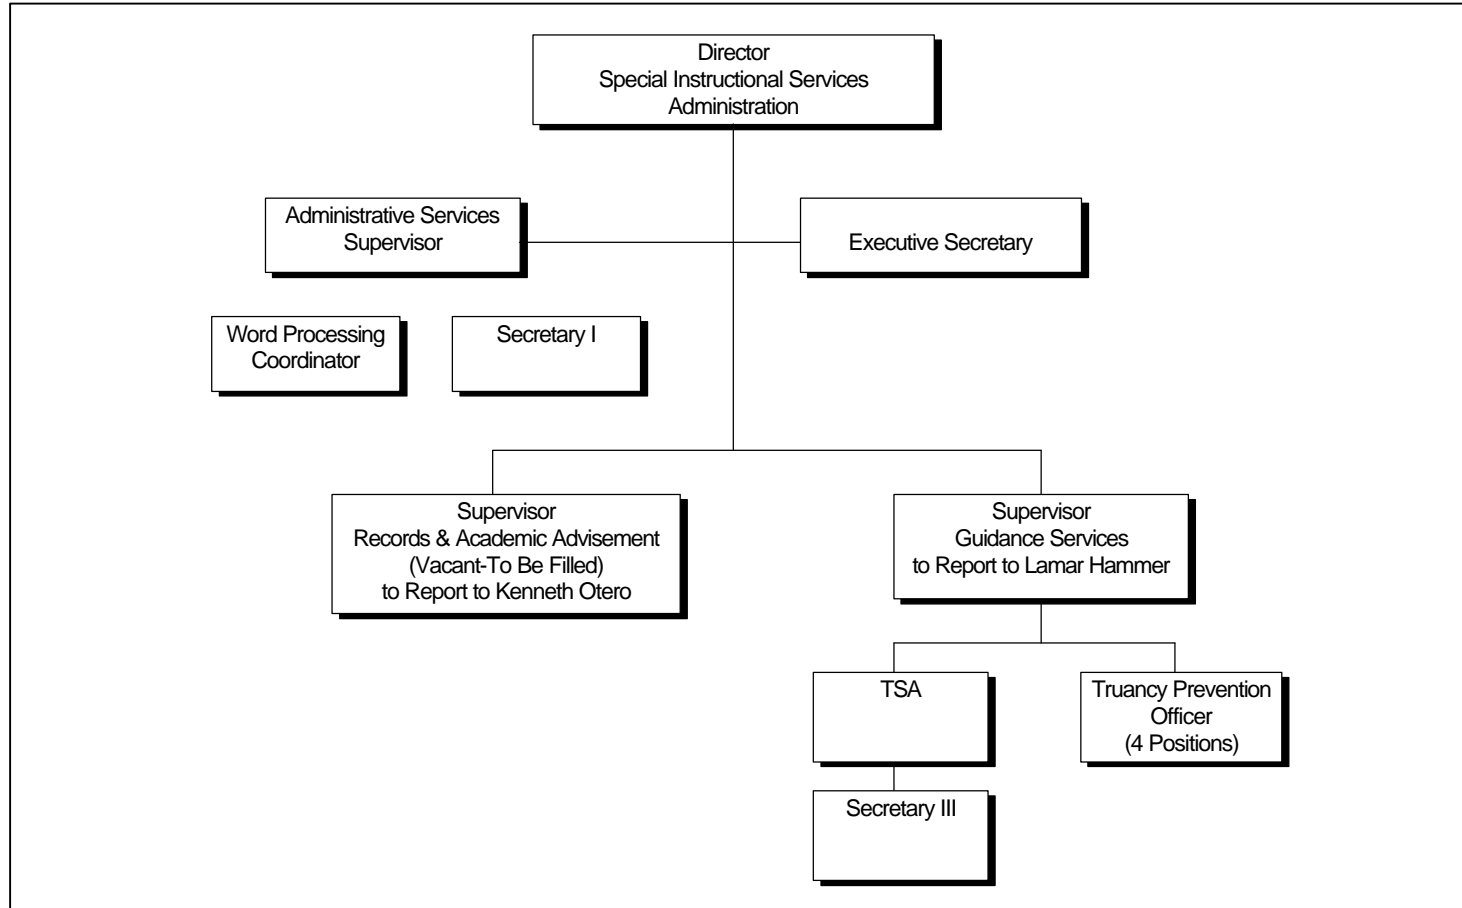 Director
Special Instructional Services
Administration
Administrative Services
Supervisor
Executive Secretary
Word Processing
Coordinator
Secretary I
Supervisor
Records & Academic Advisement
(Vacant-To Be Filled)
to Report to Kenneth Otero
Supervisor
Guidance Services
to Report to Lamar Hammer
TSA
Truancy Prevention
Officer
(4 Positions)
Secretary III